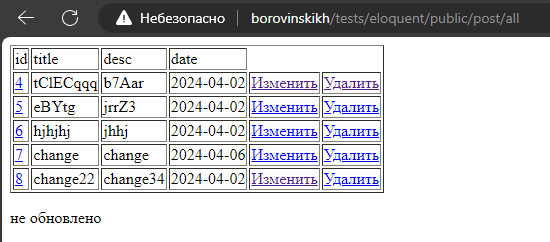 Небезопасно borovinskikh/tests/eloquent/public/post/all
id title desc date
4 tClECqqq b7Aar 2024-04-02 Изменить Удалить
5 eBYtg jrrZ3 2024-04-02 Изменить Удалить
6 hjhjhj jhhj 2024-04-02 Изменить Удалить
7 change change 2024-04-06 Изменить Удалить
8 change22 change34 2024-04-02 Изменить Удалить
не обновлено